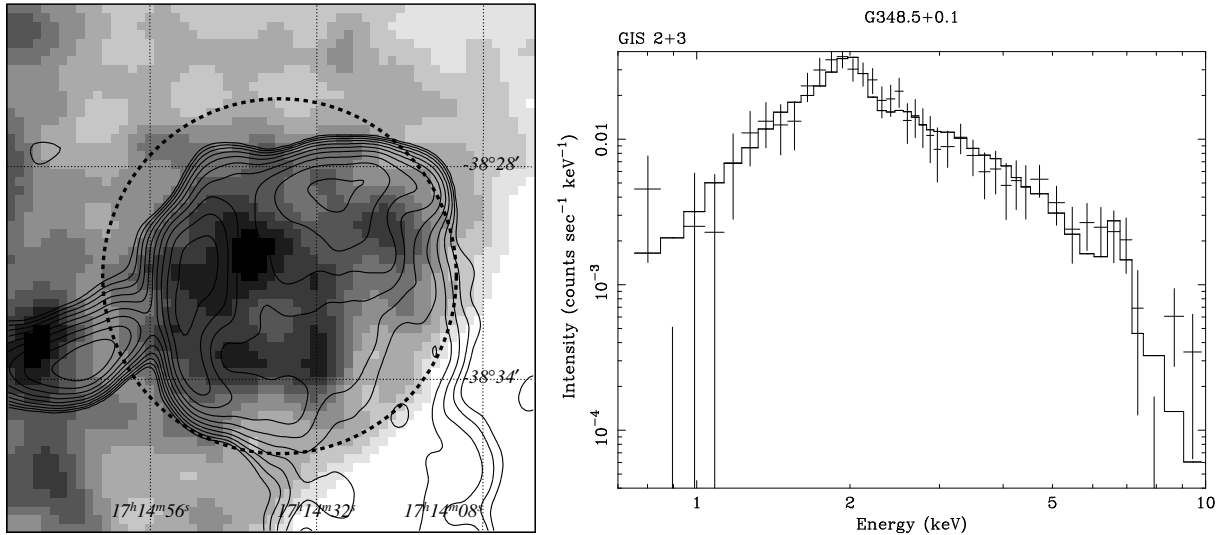 -38°28′
-38°34′
17ʰ14ᵐ56ˢ
17ʰ14ᵐ32ˢ
17ʰ14ᵐ08ˢ
G348.5+0.1
GIS 2+3
Intensity (counts sec⁻¹ keV⁻¹)
0.01
10⁻³
10⁻⁴
1
2
5
10
Energy (keV)